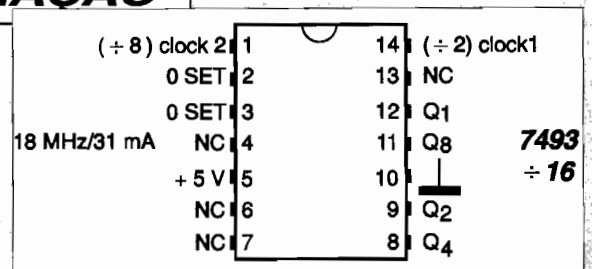 (÷ 8) clock 2 1 14 (÷ 2) clock1
0 SET 2 13 NC
0 SET 3 12 Q1
18 MHz/31 mA NC 4 11 Q8 7493
+ 5 V 5 10 ÷ 16
NC 6 9 Q2
NC 7 8 Q4